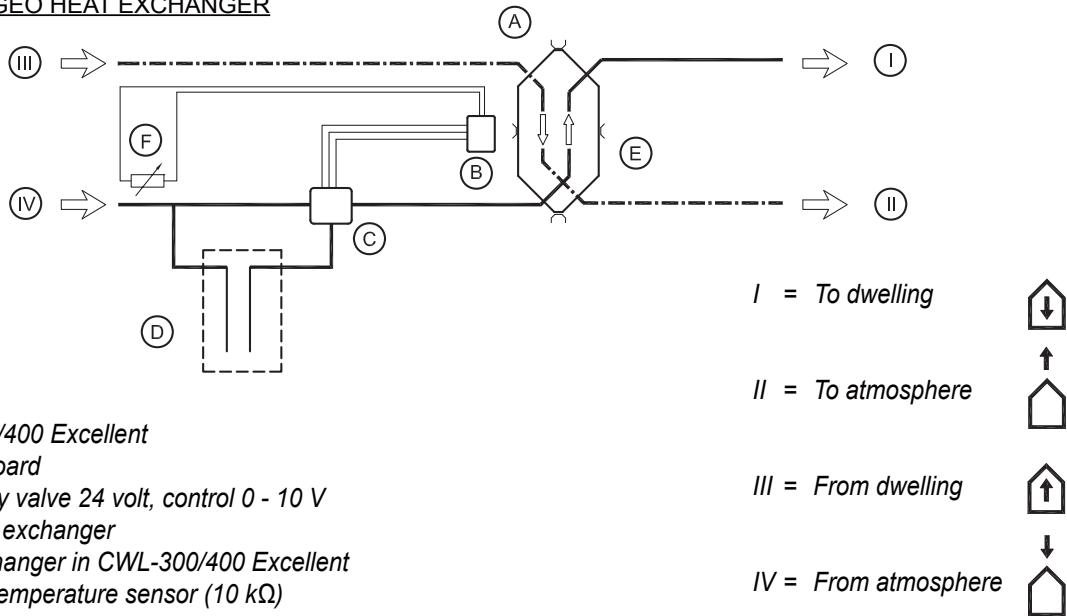 GEO HEAT EXCHANGER
A
III
I
F
B
E
IV
II
C
D
I = To dwelling
II = To atmosphere
/400 Excellent
oard
y valve 24 volt, control 0 - 10 V
III = From dwelling
exchanger
hanger in CWL-300/400 Excellent
emperature sensor (10 kΩ)
IV = From atmosphere